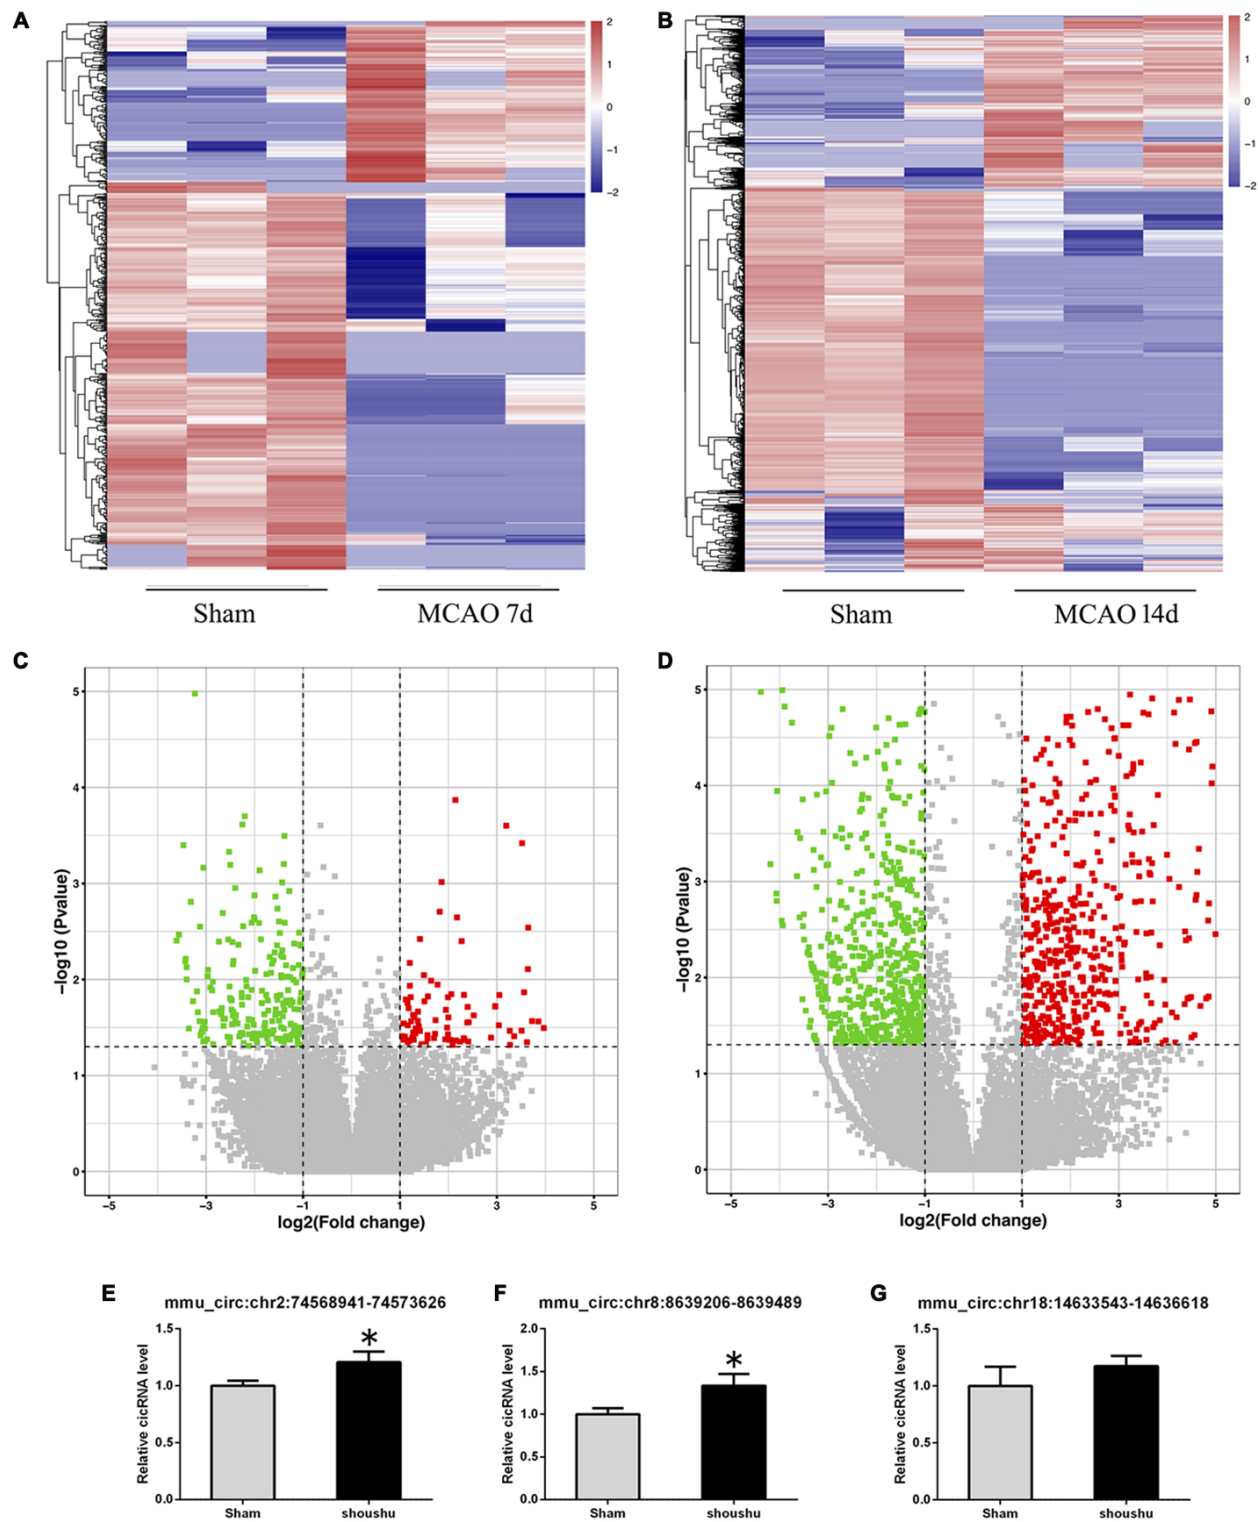 A
B
2
1
0
−1
−2
2
1
0
−1
−2
Sham
MCAO 7d
Sham
MCAO 14d
C
D
−log10 (Pvalue)
5
4
3
2
1
0
−5
−3
−1
1
3
5
log2(Fold change)
−log10 (Pvalue)
5
4
3
2
1
0
−5
−3
−1
1
3
5
log2(Fold change)
E
mmu_circ:chr2:74568941-74573626
Relative cicRNA level
1.5
1.0
0.5
0.0
*
Sham
shoushu
F
mmu_circ:chr8:8639206-8639489
Relative cicRNA level
2.0
1.5
1.0
0.5
0.0
*
Sham
shoushu
G
mmu_circ:chr18:14633543-14636618
Relative cicRNA level
1.5
1.0
0.5
0.0
Sham
shoushu